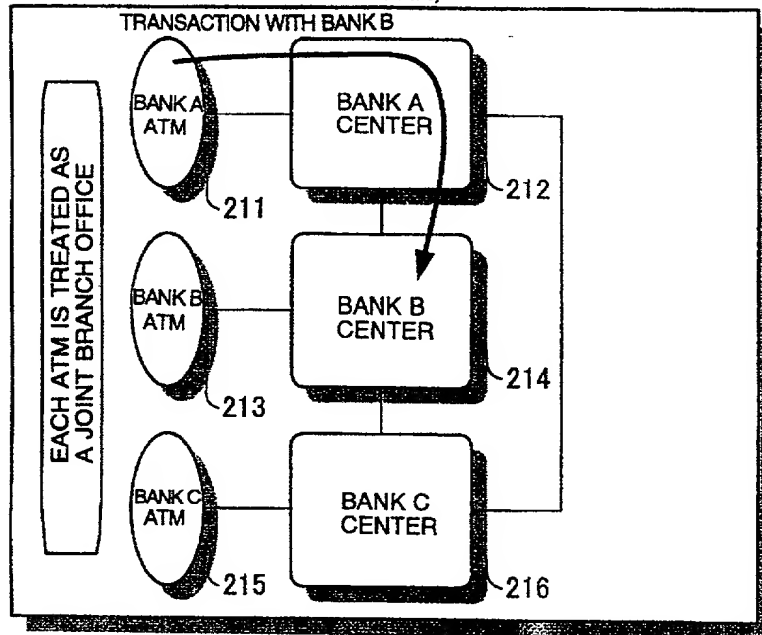 TRANSACTION WITH BANK B
EACH ATM IS TREATED AS
A JOINT BRANCH OFFICE
BANK A
ATM
211
BANK A
CENTER
212
BANK B
ATM
213
BANK B
CENTER
214
BANK C
ATM
215
BANK C
CENTER
216